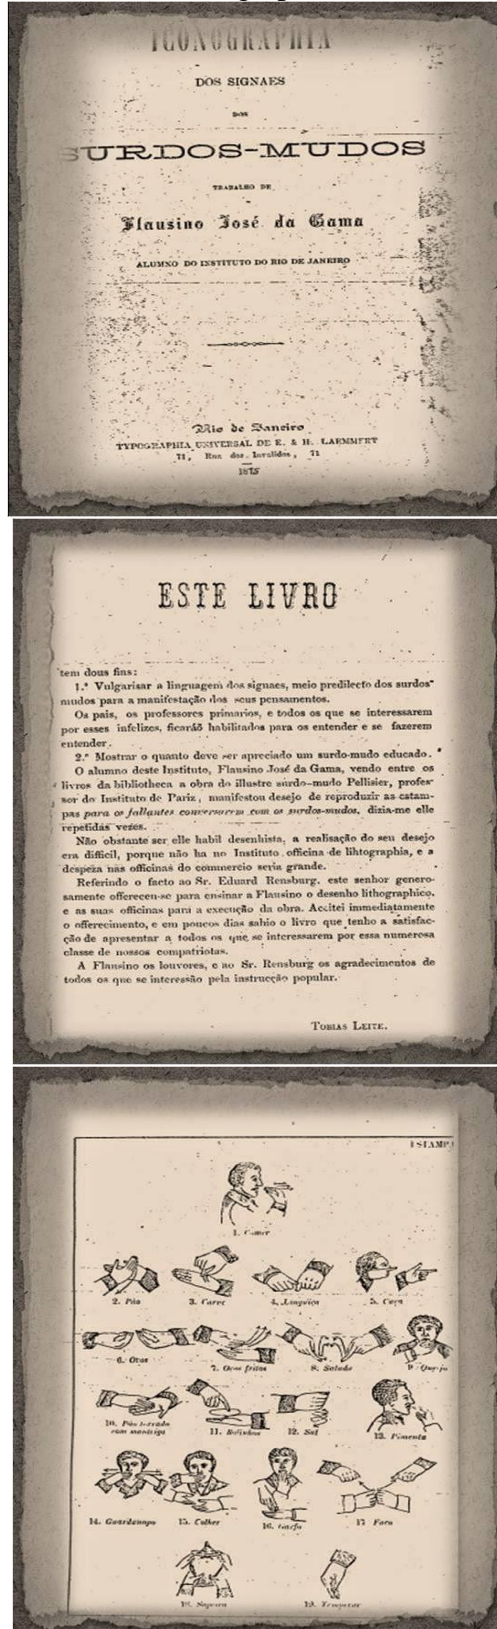 ICONOGRAPHIA
DOS SIGNAES
DOS
SURDOS-MUDOS
TRABALHO DE
Flausino José da Gama
ALUMNO DO INSTITUTO DO RIO DE JANEIRO
Rio de Janeiro
TYPOGRAPHIA UNIVERSAL DE E. & H. LAEMMERT
71, Rua dos Invalidos, 71
1875
ESTE LIVRO
tem dous fins:
1.º Vulgarisar a linguagem dos signaes, meio predilecto dos surdos-
mudos para a manifestação dos seus pensamentos.
Os pais, os professores primarios, e todos os que se interessarem
por esses infelizes, ficaráõ habilitados para os entender e se fazerem
entender.
2.º Mostrar o quanto deve ser apreciado um surdo-mudo educado.
O alumno deste Instituto, Flausino José da Gama, vendo entre os
livros da bibliotheca a obra do illustre surdo-mudo Pellisier, profes-
sor do Instituto de Pariz, manifestou desejo de reproduzir as estam-
pas para os fallantes conversarem com os surdos-mudos, dizia-me elle
repetidas vezes.
Não obstante ser elle habil desenhista, a realisação do seu desejo
era difficil, porque não ha no Instituto officina de lihtographia, e a
despeza nas officinas do commercio seria grande.
Referindo o facto ao Sr. Eduard Rensburg, este senhor genero-
samente offereceu-se para ensinar a Flausino o desenho lithographico,
e as suas officinas para a execução da obra. Acceitei immediatamente
o offerecimento, e em poucos dias sahio o livro que tenho a satisfac-
ção de apresentar a todos os que se interessarem por essa numerosa
classe de nossos compatriotas.
A Flausino os louvores, e ao Sr. Rensburg os agradecimentos de
todos os que se interessão pela instrucção popular.
TOBIAS LEITE.
ESTAMPA
1. Comer
2. Pão
3. Carne
4. Lingüiça
5. Caça
6. Ovos
7. Ovos fritos
8. Salada
9. Queijo
10. Pão torrado
com manteiga
11. Bolinhos
12. Sal
13. Pimenta
14. Guardanapo
15. Colher
16. Garfo
17 Faca
18. Sopeira
19. Temperar